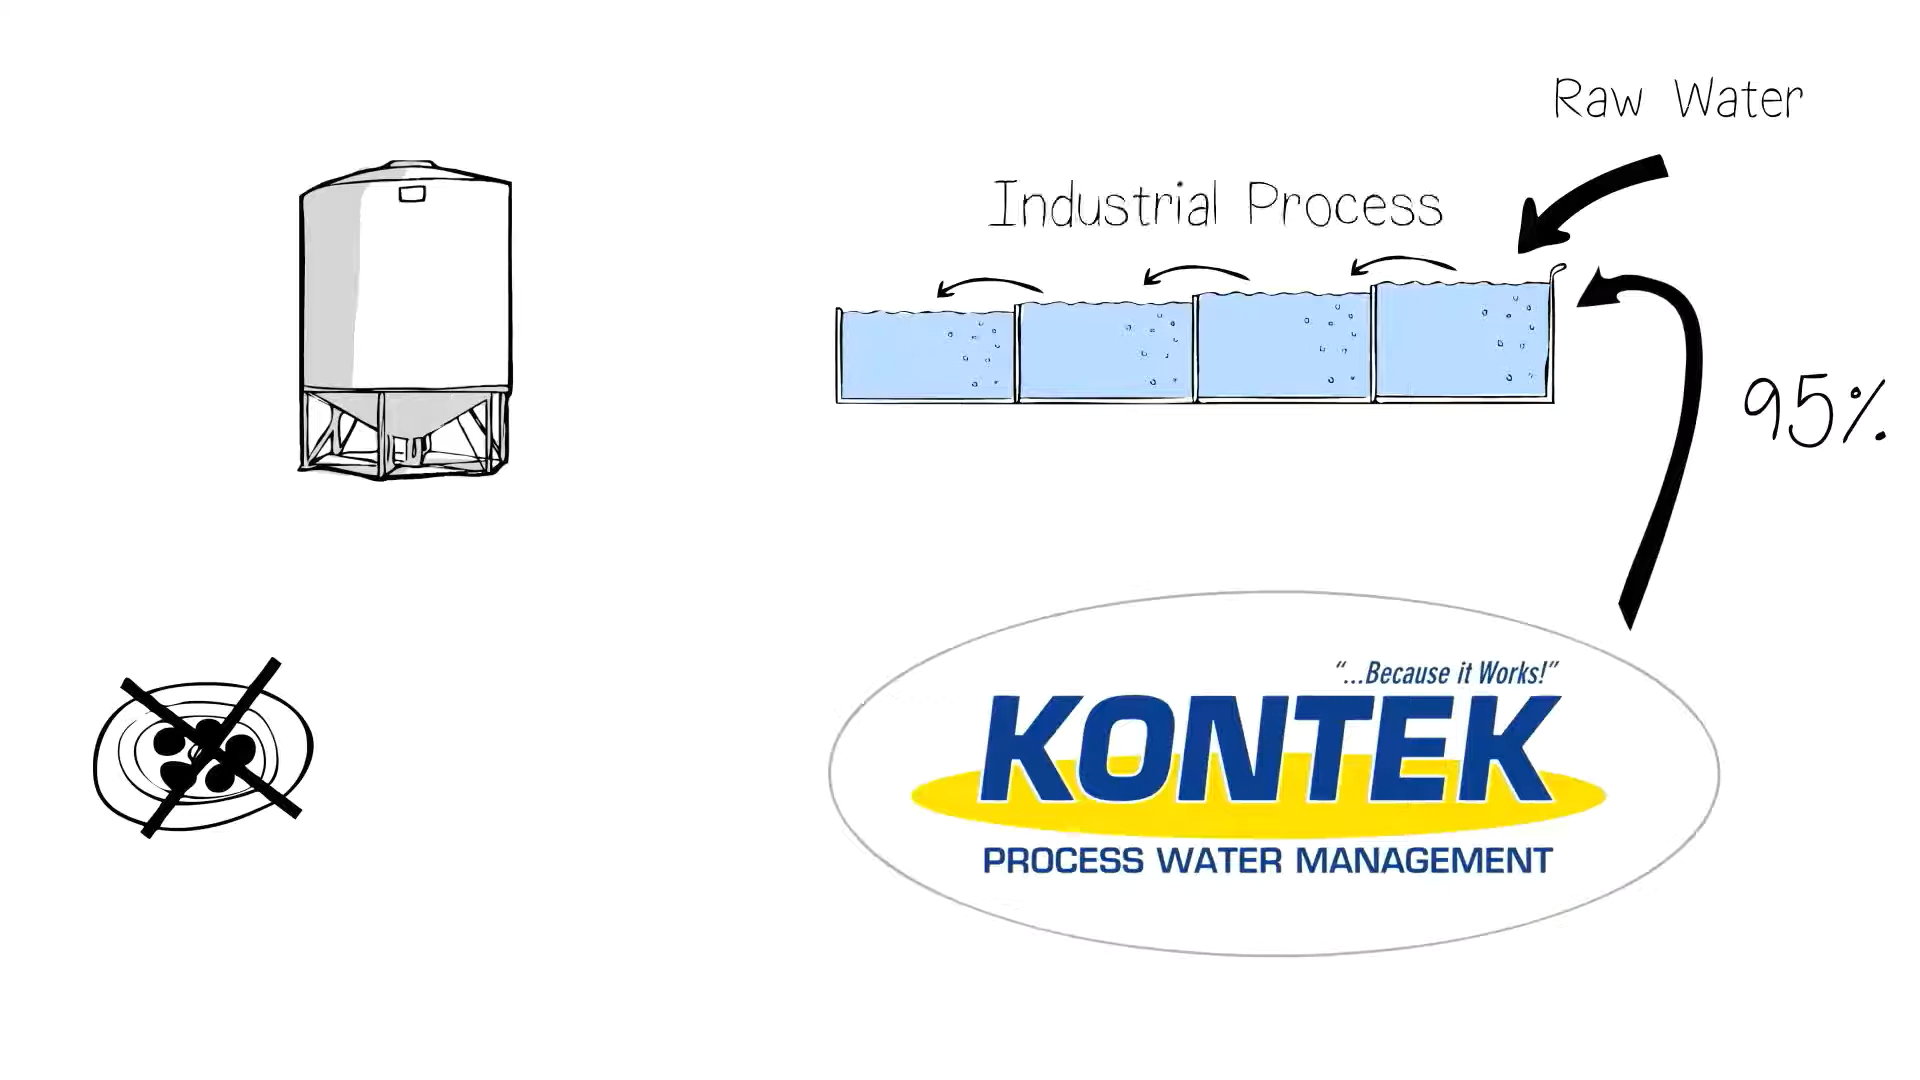 Raw Water
Industrial Process
95%
“...Because it Works!”
KONTEK
PROCESS WATER MANAGEMENT